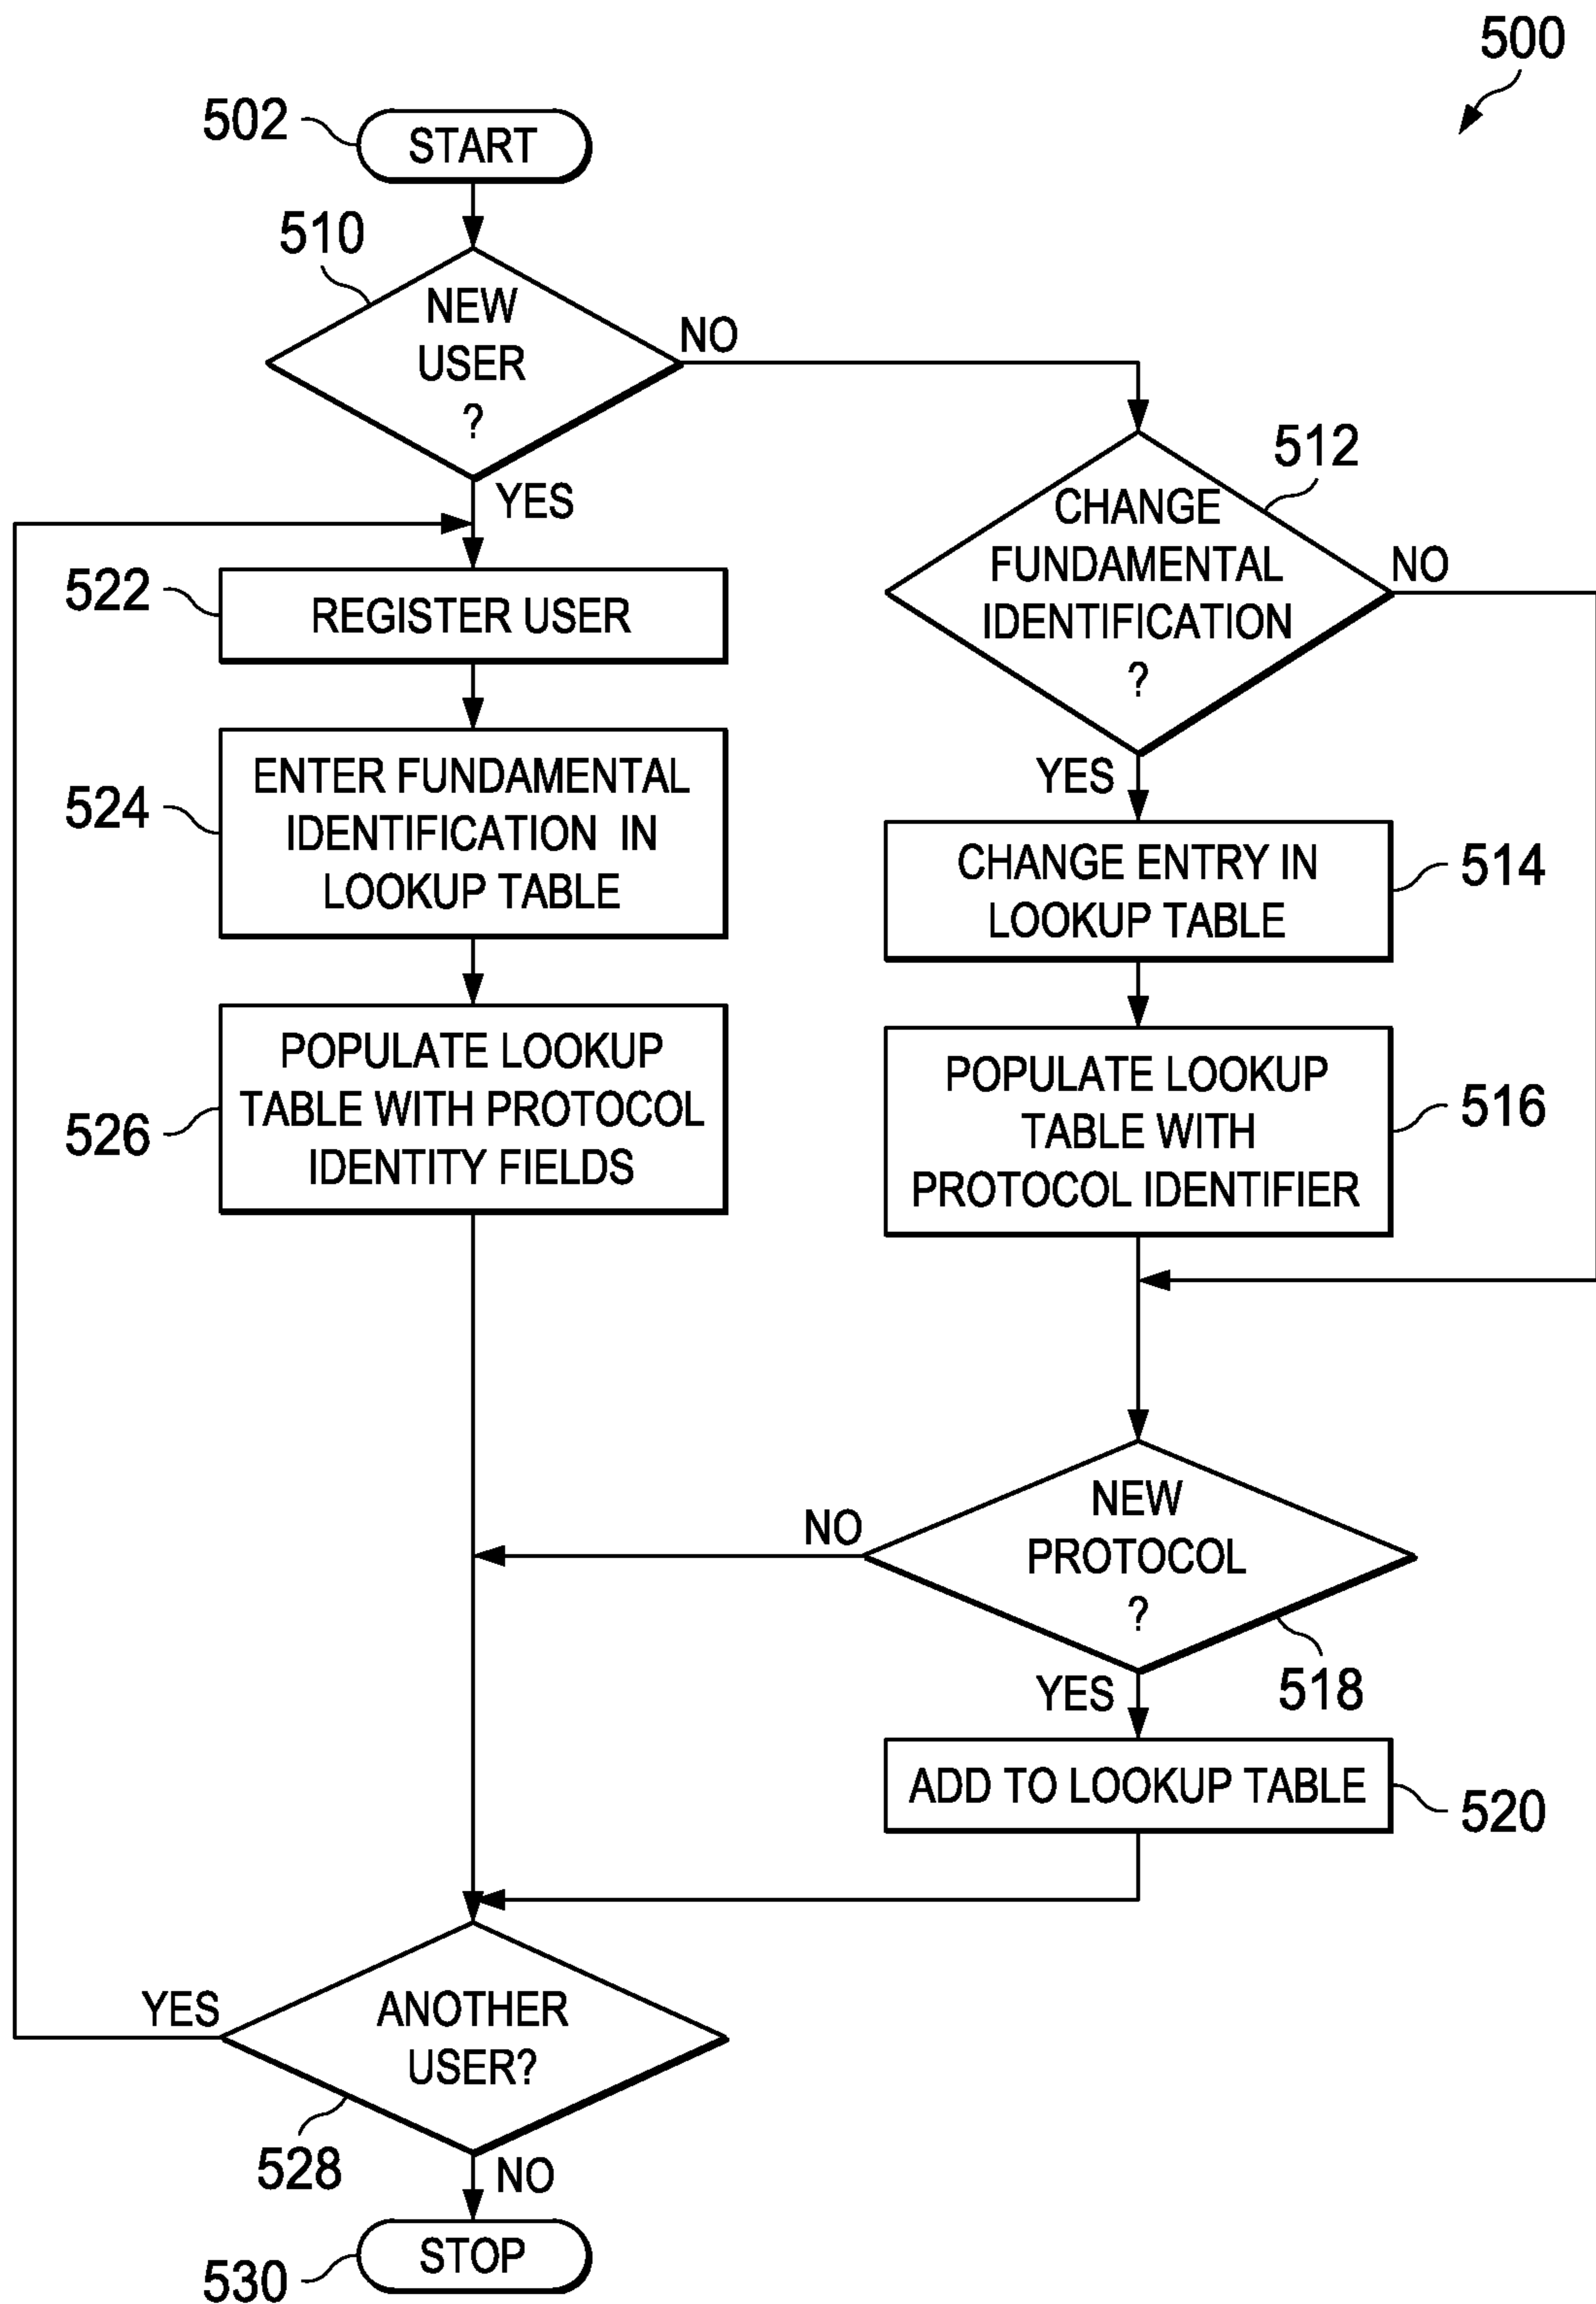 500
502
START
510
NEW
USER
?
NO
YES
512
CHANGE
FUNDAMENTAL
IDENTIFICATION
?
NO
YES
522
REGISTER USER
524
ENTER FUNDAMENTAL
IDENTIFICATION IN
LOOKUP TABLE
514
CHANGE ENTRY IN
LOOKUP TABLE
526
POPULATE LOOKUP
TABLE WITH PROTOCOL
IDENTITY FIELDS
516
POPULATE LOOKUP
TABLE WITH
PROTOCOL IDENTIFIER
NEW
PROTOCOL
?
NO
518
YES
ADD TO LOOKUP TABLE
520
YES
ANOTHER
USER?
528
NO
STOP
530